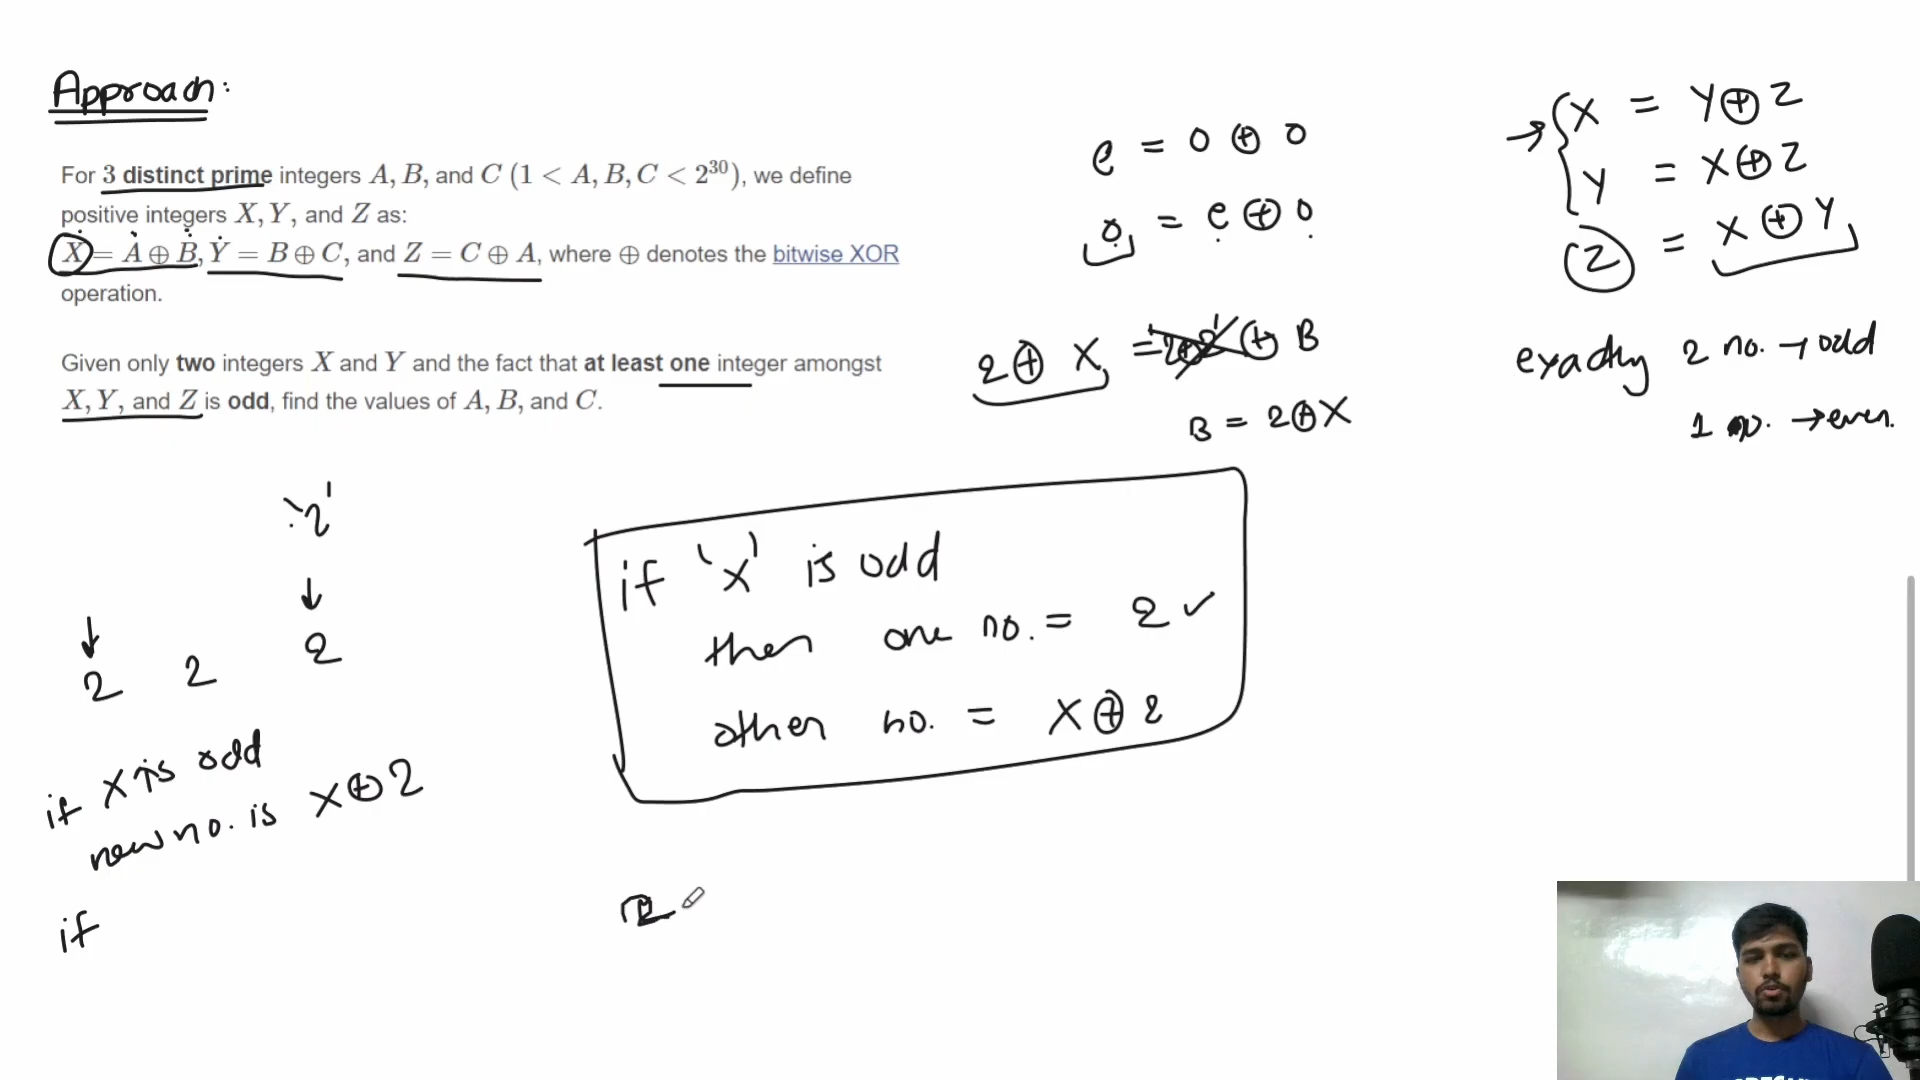 Approach:
For 3 distinct prime integers A, B, and C (1 < A, B, C < 2^30), we define
positive integers X, Y, and Z as:
X = A ⊕ B, Y = B ⊕ C, and Z = C ⊕ A, where ⊕ denotes the bitwise XOR
operation.
Given only two integers X and Y and the fact that at least one integer amongst
X, Y, and Z is odd, find the values of A, B, and C.
e = o ⊕ o
o = e ⊕ o
2 ⊕ X = ⊕ B
B = 2 ⊕ X
→ X = Y ⊕ Z
Y = X ⊕ Z
Z = X ⊕ Y
exactly 2 no. → odd
1 no. → even.
'2'
↓
↓
2 2 2
if X is odd
new no. is X ⊕ 2
if
if 'X' is odd
then one no. = 2 ✓
other no. = X ⊕ 2